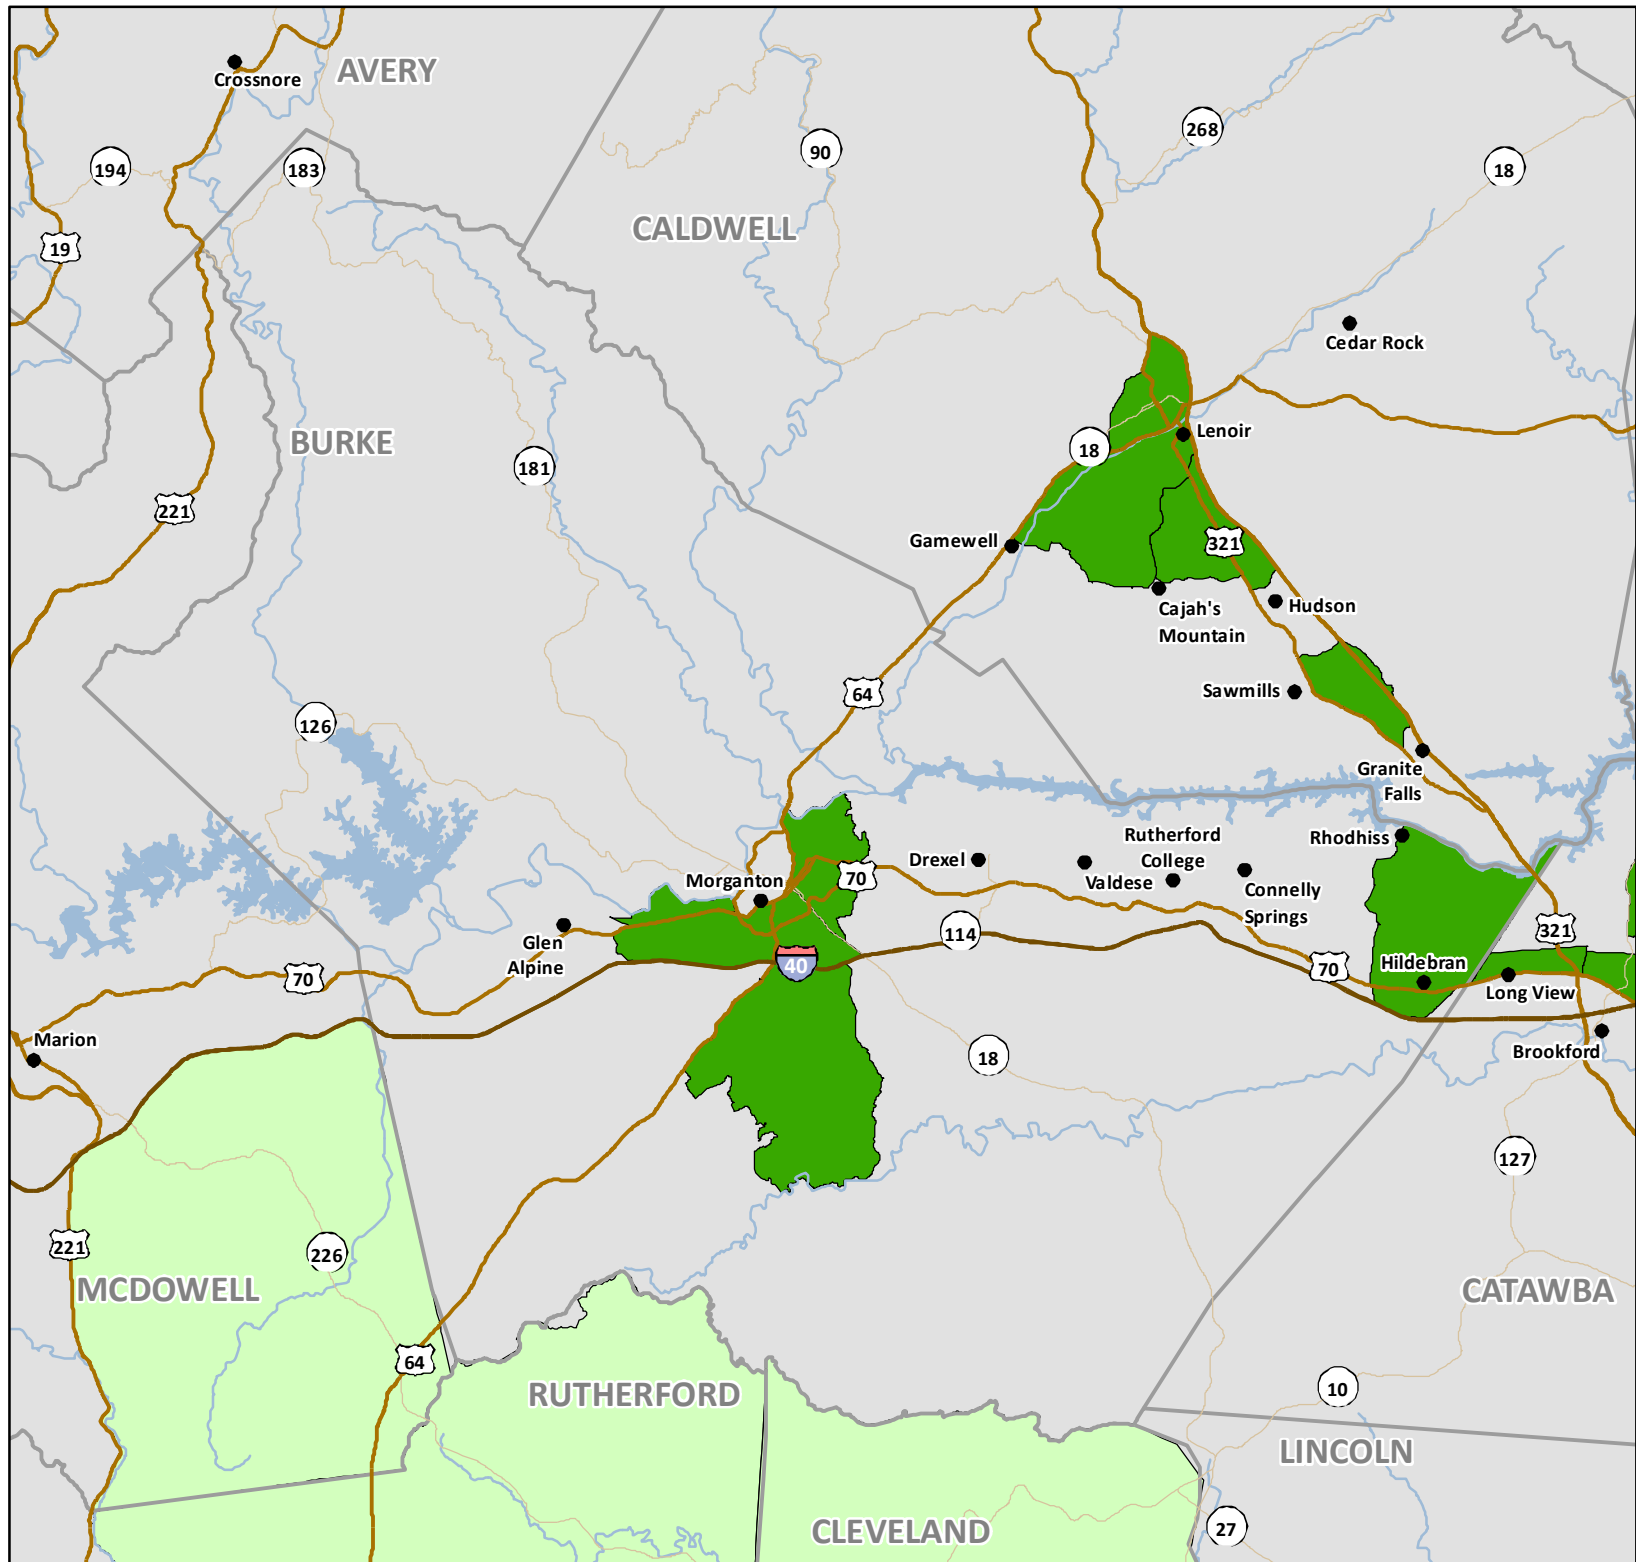 Crossnore
AVERY
194
183
90
268
18
19
CALDWELL
Cedar Rock
BURKE
18
Lenoir
181
221
Gamewell
321
Cajah's
Mountain
Hudson
64
Sawmills
126
Granite
Falls
Rhodhiss
Rutherford
College
Drexel
Valdese
Connelly
Springs
Morganton
70
Glen
Alpine
114
321
40
70
Hildebran
Long View
70
Marion
18
Brookford
127
221
226
MCDOWELL
CATAWBA
64
RUTHERFORD
10
LINCOLN
CLEVELAND
27